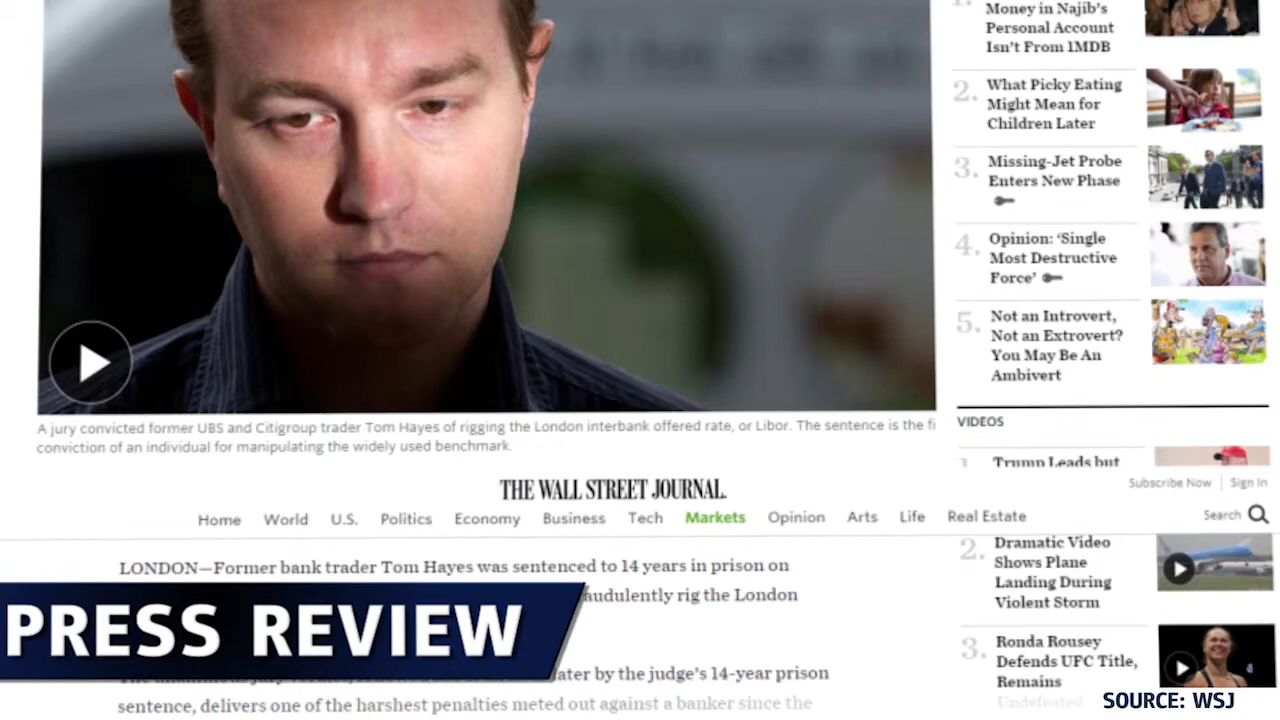 1.
Money in Najib's
Personal Account
Isn't From 1MDB
2.
What Picky Eating
Might Mean for
Children Later
3.
Missing-Jet Probe
Enters New Phase
4.
Opinion: 'Single
Most Destructive
Force'
5.
Not an Introvert,
Not an Extrovert?
You May Be An
Ambivert
A jury convicted former UBS and Citigroup trader Tom Hayes of rigging the London interbank offered rate, or Libor. The sentence is the fi
conviction of an individual for manipulating the widely used benchmark.
VIDEOS
1
Trump Leads but
THE WALL STREET JOURNAL.
Subscribe Now | Sign In
Home World U.S. Politics Economy Business Tech Markets Opinion Arts Life Real Estate
Search
2.
Dramatic Video
Shows Plane
Landing During
Violent Storm
3.
Ronda Rousey
Defends UFC Title,
Remains
Undefeated
LONDON—Former bank trader Tom Hayes was sentenced to 14 years in prison on
audulently rig the London
later by the judge's 14-year prison
sentence, delivers one of the harshest penalties meted out against a banker since the
PRESS REVIEW
SOURCE: WSJ